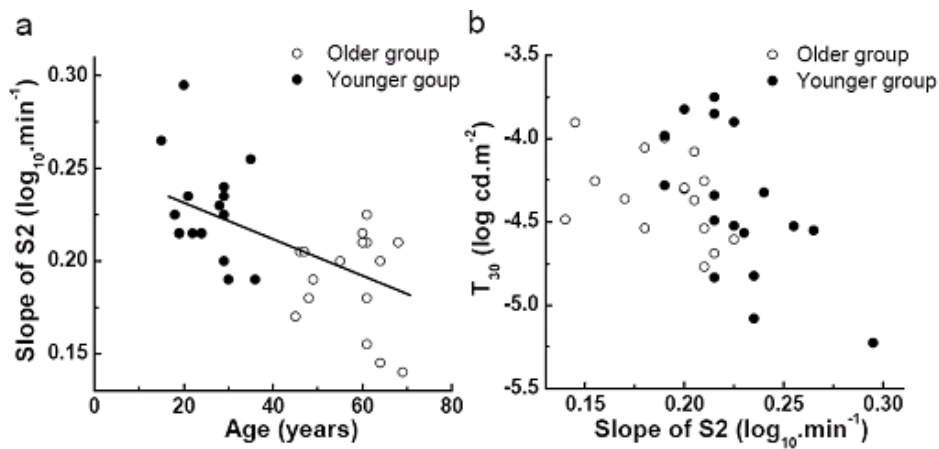 a
Older group
Younger goup
Slope of S2 (log10.min-1)
0.30
0.25
0.20
0.15
0
20
40
60
80
Age (years)
b
Older group
Younger group
T30 (log cd.m-2)
-3.5
-4.0
-4.5
-5.0
-5.5
0.15
0.20
0.25
0.30
Slope of S2 (log10.min-1)